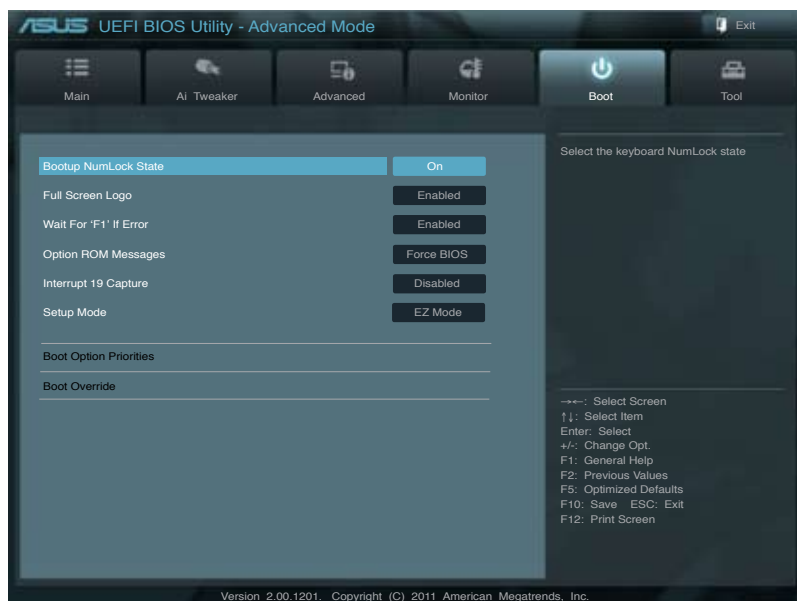 ASUS UEFI BIOS Utility - Advanced Mode
Exit
Main
Ai Tweaker
Advanced
Monitor
Boot
Tool
Bootup NumLock State On
Full Screen Logo Enabled
Wait For ‘F1’ If Error Enabled
Option ROM Messages Force BIOS
Interrupt 19 Capture Disabled
Setup Mode EZ Mode
Boot Option Priorities
Boot Override
Select the keyboard NumLock state
→←: Select Screen
↑↓: Select Item
Enter: Select
+/-: Change Opt.
F1: General Help
F2: Previous Values
F5: Optimized Defaults
F10: Save ESC: Exit
F12: Print Screen
Version 2.00.1201. Copyright (C) 2011 American Megatrends, Inc.